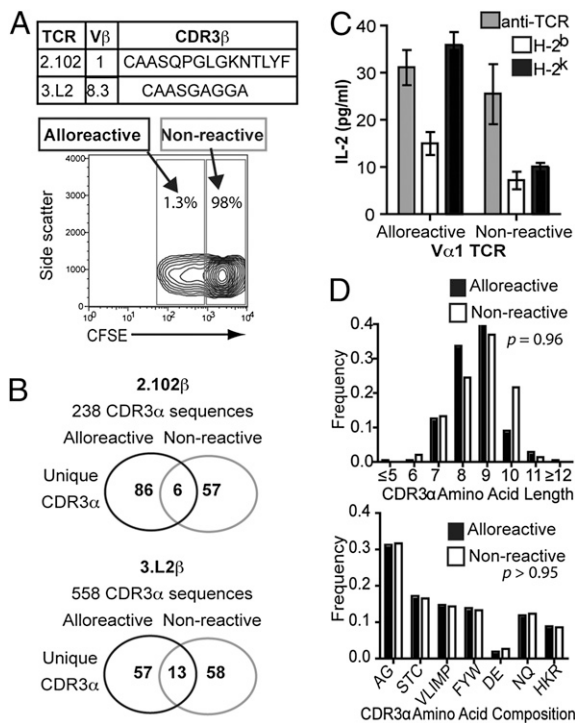 A
TCR Vβ CDR3β
2.102 1 CAASQPGLGKNTLYF
3.L2 8.3 CAASGAGGA
Alloreactive Non-reactive
4000
3000
2000
1000
0
1.3% 98%
Side scatter
10^0 10^1 10^2 10^3 10^4
CFSE
B
2.102β
238 CDR3α sequences
Alloreactive Non-reactive
Unique CDR3α
86 6 57
3.L2β
558 CDR3α sequences
Alloreactive Non-reactive
Unique CDR3α
57 13 58
C
anti-TCR
H-2^b
H-2^k
IL-2 (pg/ml)
40
30
20
10
0
Alloreactive Non-reactive
Vα1 TCR
D
Alloreactive
Non-reactive
p = 0.96
Frequency
0.4
0.3
0.2
0.1
0.0
≤5 6 7 8 9 10 11 ≥12
CDR3αAmino Acid Length
Alloreactive
Non-reactive
p > 0.95
Frequency
0.4
0.3
0.2
0.1
0.0
AG STC VLIMP FYW DE NQ HKR
CDR3αAmino Acid Composition